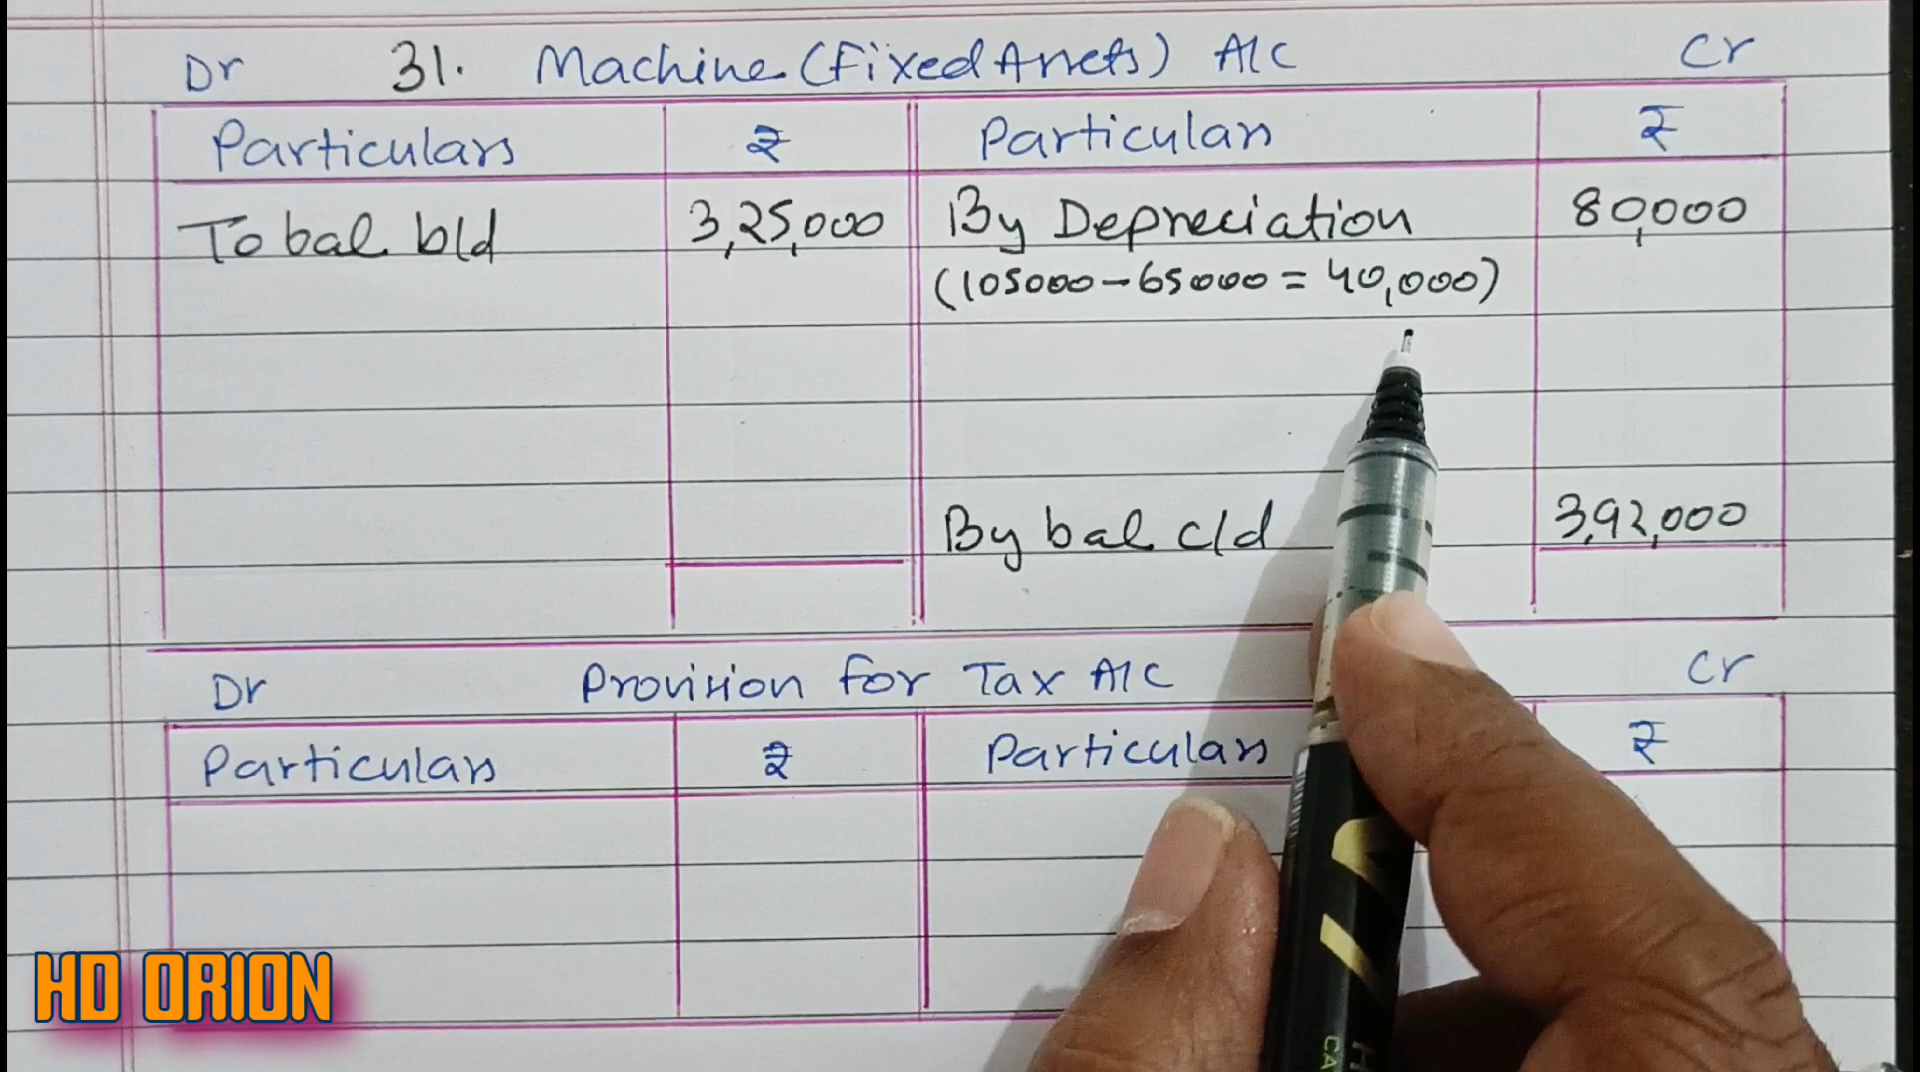 Dr 31. Machine (Fixed Assets) A/C Cr
Particulars ₹ Particulars ₹
To bal b/d 3,25,000 By Depreciation 80,000
(105000-65000=40,000)
By bal c/d 3,92,000
Dr Provision for Tax A/C Cr
Particulars ₹ Particulars ₹
HD ORION